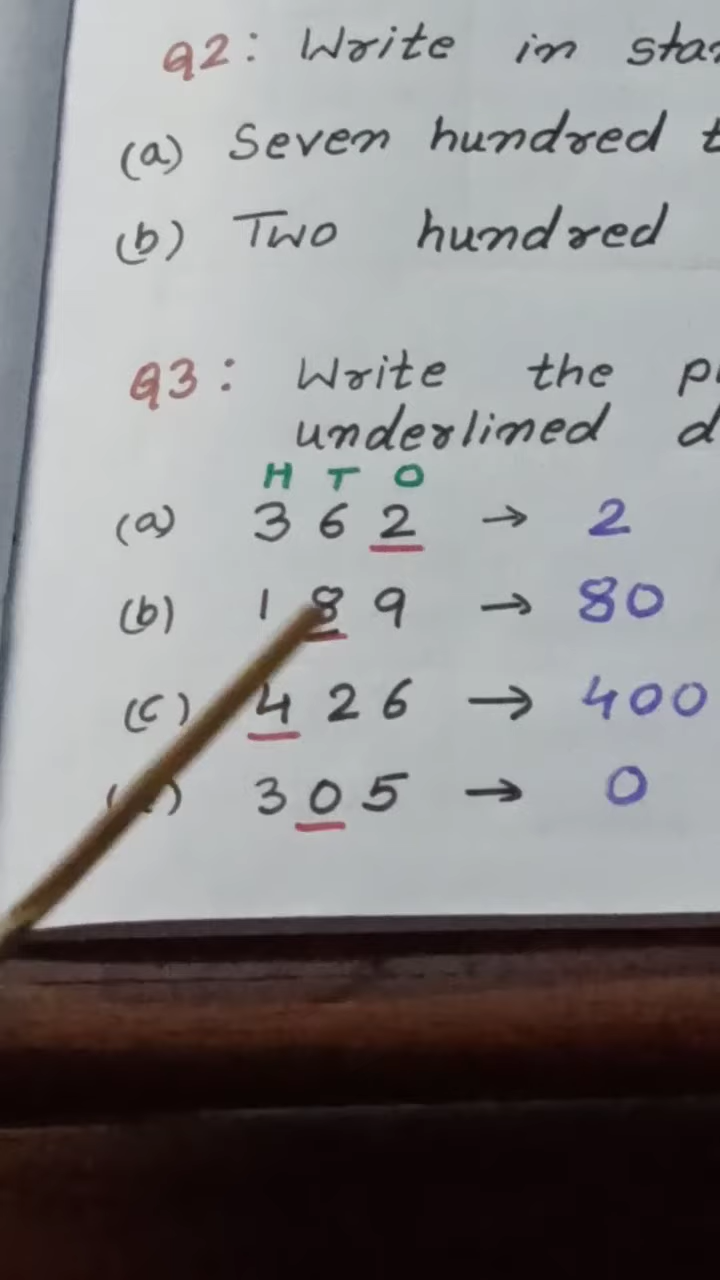 Q2: Write in
(a) Seven hundred
(b) Two hundred
Q3: Write the
underlined
H T O
(a) 3 6 2 → 2
(b) 1 8 9 → 80
(c) 4 2 6 → 400
3 0 5 → 0